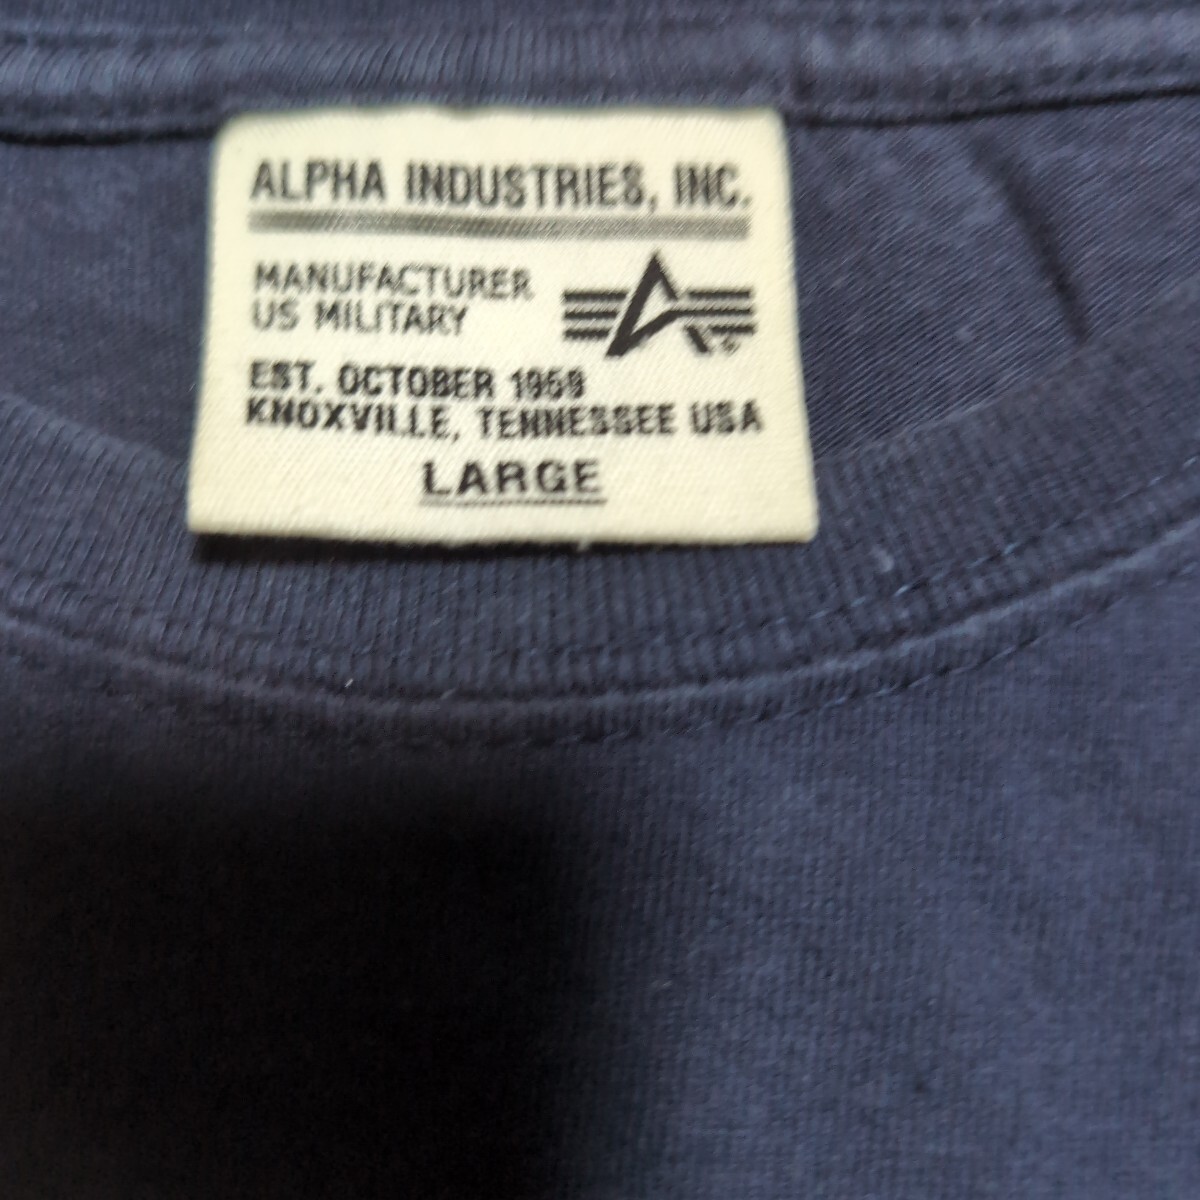 ALPHA INDUSTRIES, INC.
MANUFACTURER
US MILITARY
EST. OCTOBER 1959
KNOXVILLE, TENNESSEE USA
LARGE